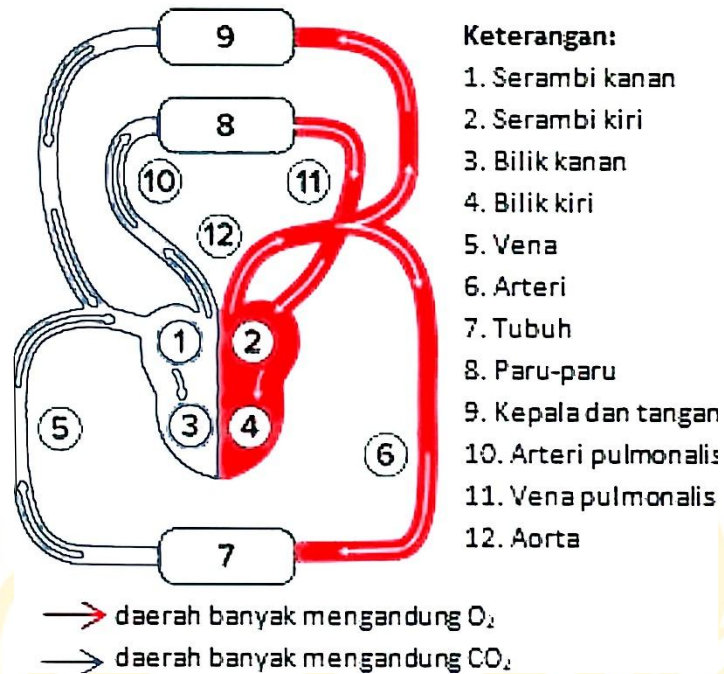 9
8
10
11
12
1
2
3
4
5
6
7
Keterangan:
1. Serambi kanan
2. Serambi kiri
3. Bilik kanan
4. Bilik kiri
5. Vena
6. Arteri
7. Tubuh
8. Paru-paru
9. Kepala dan tangan
10. Arteri pulmonalis
11. Vena pulmonalis
12. Aorta
daerah banyak mengandung O₂
daerah banyak mengandung CO₂